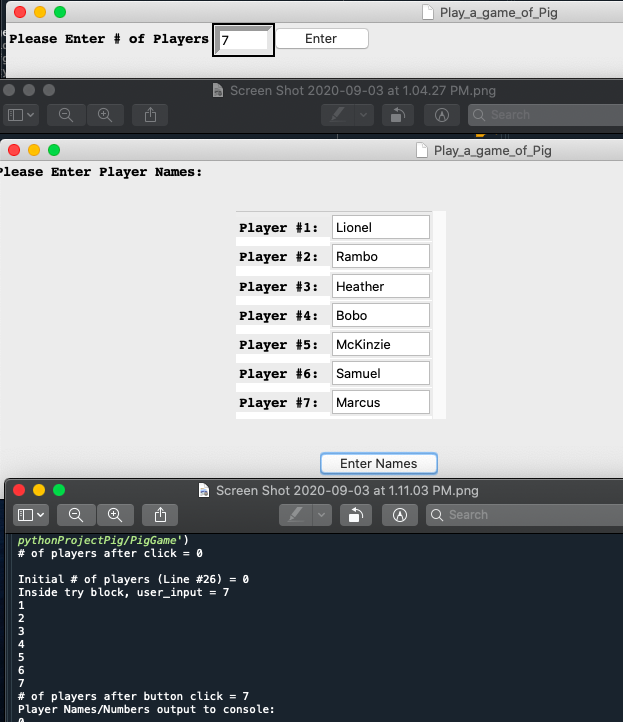 Play_a_game_of_Pig
Please Enter # of Players 7 Enter
Screen Shot 2020-09-03 at 1.04.27 PM.png
Search
Play_a_game_of_Pig
Please Enter Player Names:
Player #1: Lionel
Player #2: Rambo
Player #3: Heather
Player #4: Bobo
Player #5: McKinzie
Player #6: Samuel
Player #7: Marcus
Enter Names
Screen Shot 2020-09-03 at 1.11.03 PM.png
Search
pythonProjectPig/PigGame')
# of players after click = 0
Initial # of players (Line #26) = 0
Inside try block, user_input = 7
1
2
3
4
5
6
7
# of players after button click = 7
Player Names/Numbers output to console: